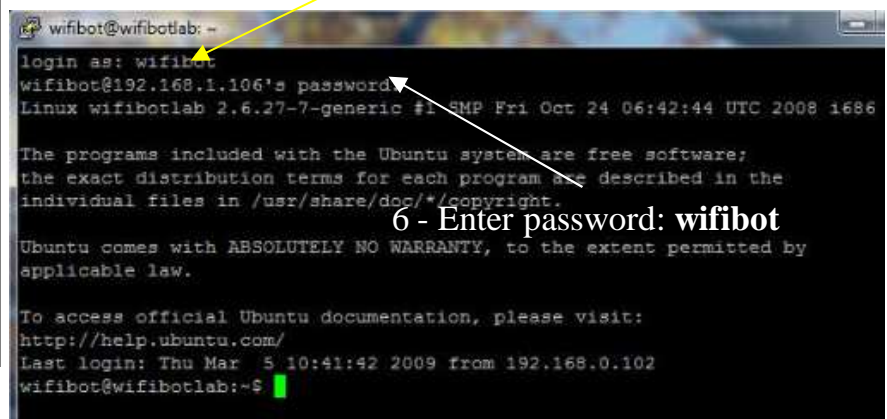 wifibot@wifibotlab: ~
login as: wifibot
wifibot@192.168.1.106's password:
Linux wifibotlab 2.6.27-7-generic #1 SMP Fri Oct 24 06:42:44 UTC 2008 i686
The programs included with the Ubuntu system are free software;
the exact distribution terms for each program are described in the
individual files in /usr/share/doc/*/copyright.
6 - Enter password: wifibot
Ubuntu comes with ABSOLUTELY NO WARRANTY, to the extent permitted by
applicable law.
To access official Ubuntu documentation, please visit:
http://help.ubuntu.com/
Last login: Thu Mar  5 10:41:42 2009 from 192.168.0.102
wifibot@wifibotlab:~$